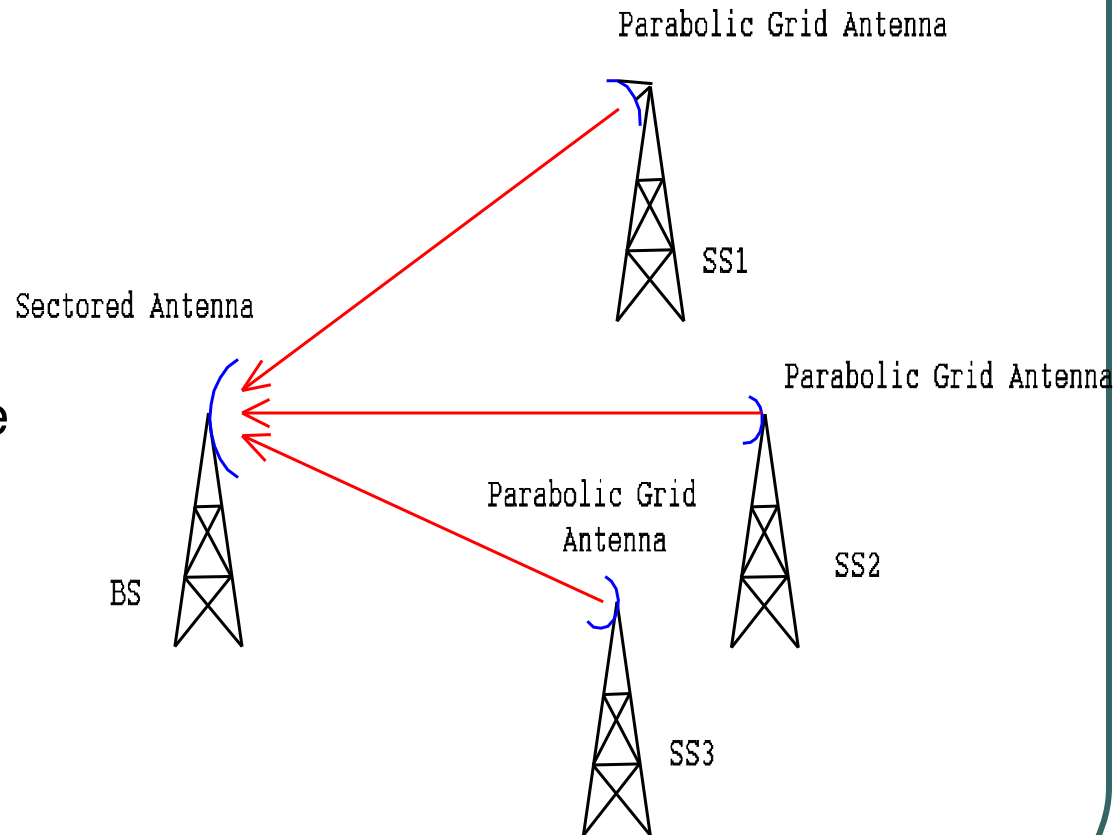 Parabolic Grid Antenna
SS1
Sectored Antenna
Parabolic Grid Antenna
e
Parabolic Grid
Antenna
SS2
BS
SS3